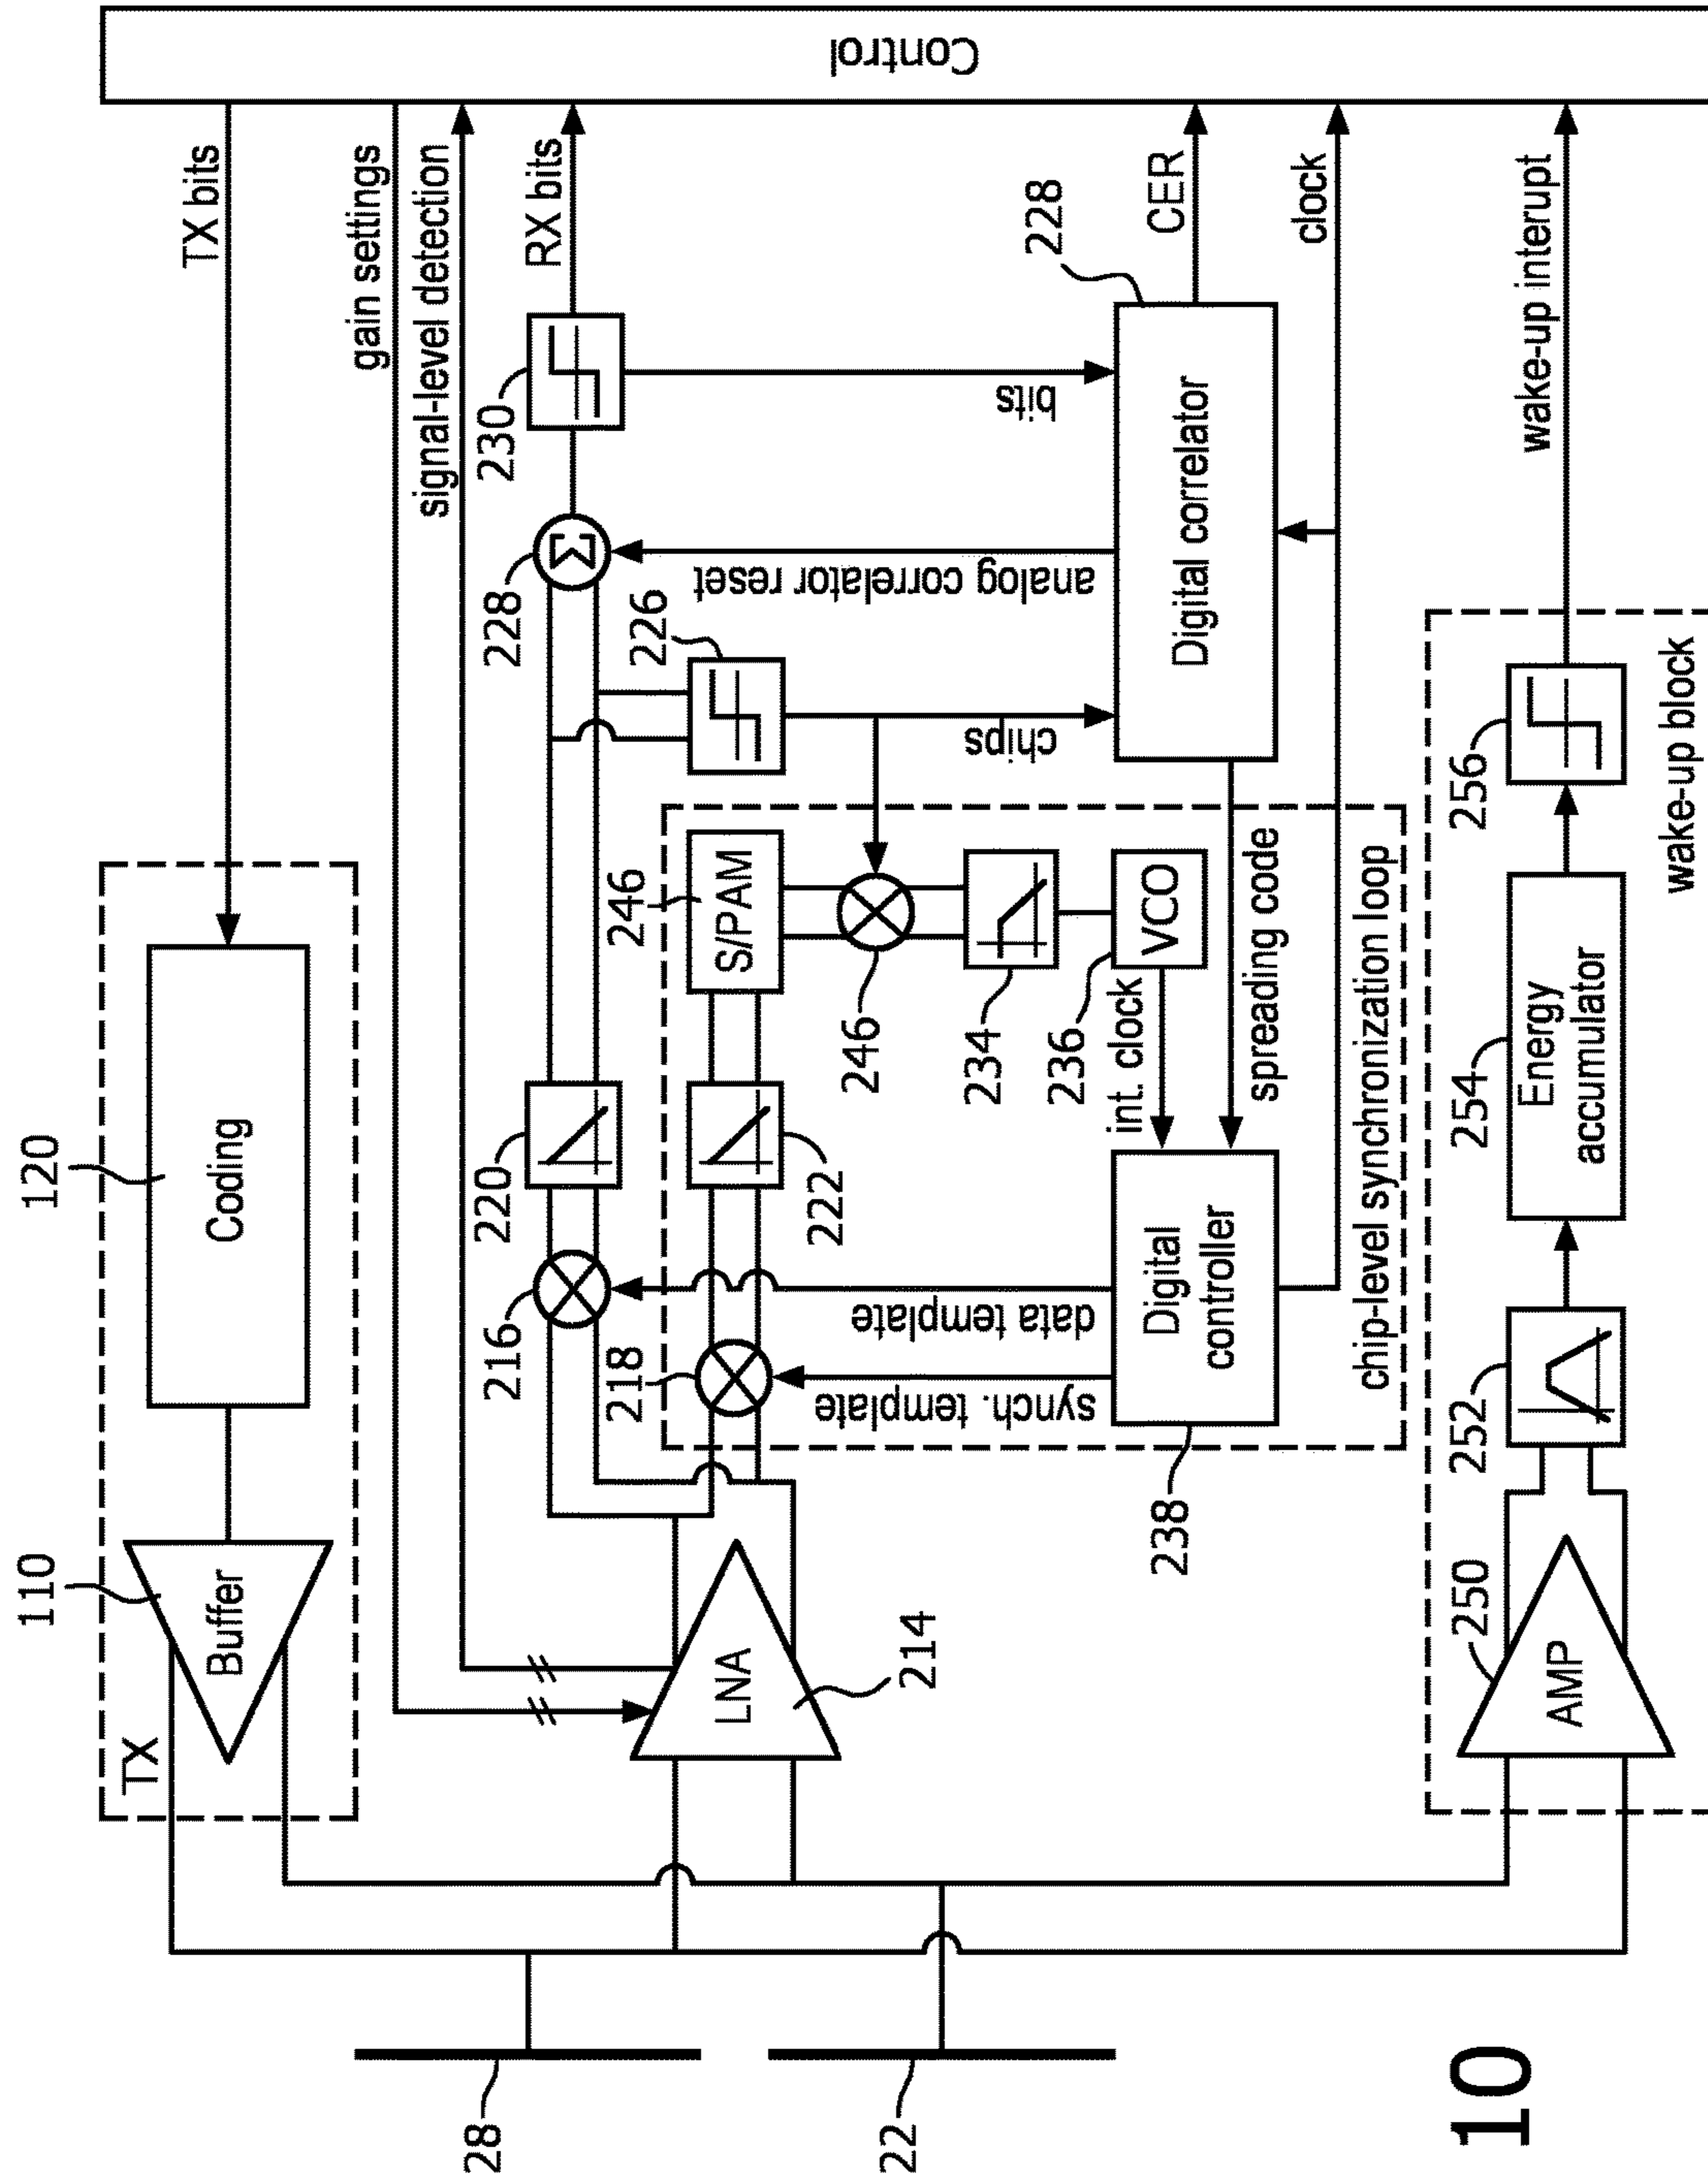 120
110
TX
Buffer
Coding
TX bits
gain settings
signal-level detection
RX bits
Control
28
22
LNA
214
216
218
220
222
246
S/PAM
226
228
Σ
230
246
234
236
VCO
int. clock
spreading code
data template
synch. template
Digital
controller
238
chip-level synchronization loop
chips
analog correlator reset
bits
Digital correlator
228
CER
clock
250
AMP
252
254
Energy
accumulator
256
wake-up interupt
wake-up block
10